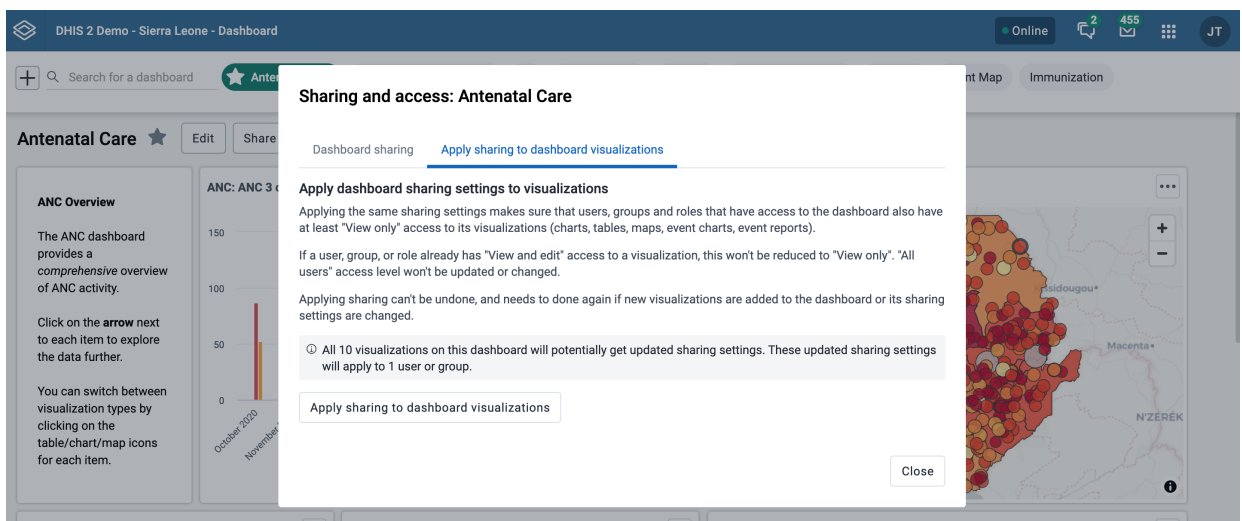 DHIS 2 Demo - Sierra Leone - Dashboard
Online
2
455
JT
Search for a dashboard
Anten
nt Map
Immunization
Antenatal Care
Edit
Share
Sharing and access: Antenatal Care
Dashboard sharing
Apply sharing to dashboard visualizations
Apply dashboard sharing settings to visualizations
Applying the same sharing settings makes sure that users, groups and roles that have access to the dashboard also have
at least "View only" access to its visualizations (charts, tables, maps, event charts, event reports).
If a user, group, or role already has "View and edit" access to a visualization, this won't be reduced to "View only". "All
users" access level won't be updated or changed.
Applying sharing can't be undone, and needs to done again if new visualizations are added to the dashboard or its sharing
settings are changed.
All 10 visualizations on this dashboard will potentially get updated sharing settings. These updated sharing settings
will apply to 1 user or group.
Apply sharing to dashboard visualizations
Close
ANC Overview
The ANC dashboard
provides a
comprehensive overview
of ANC activity.
Click on the arrow next
to each item to explore
the data further.
You can switch between
visualization types by
clicking on the
table/chart/map icons
for each item.
ANC: ANC 3 c
150
100
50
0
October 2020
November
ssidougou
Macenta
N'ZÉRÉK